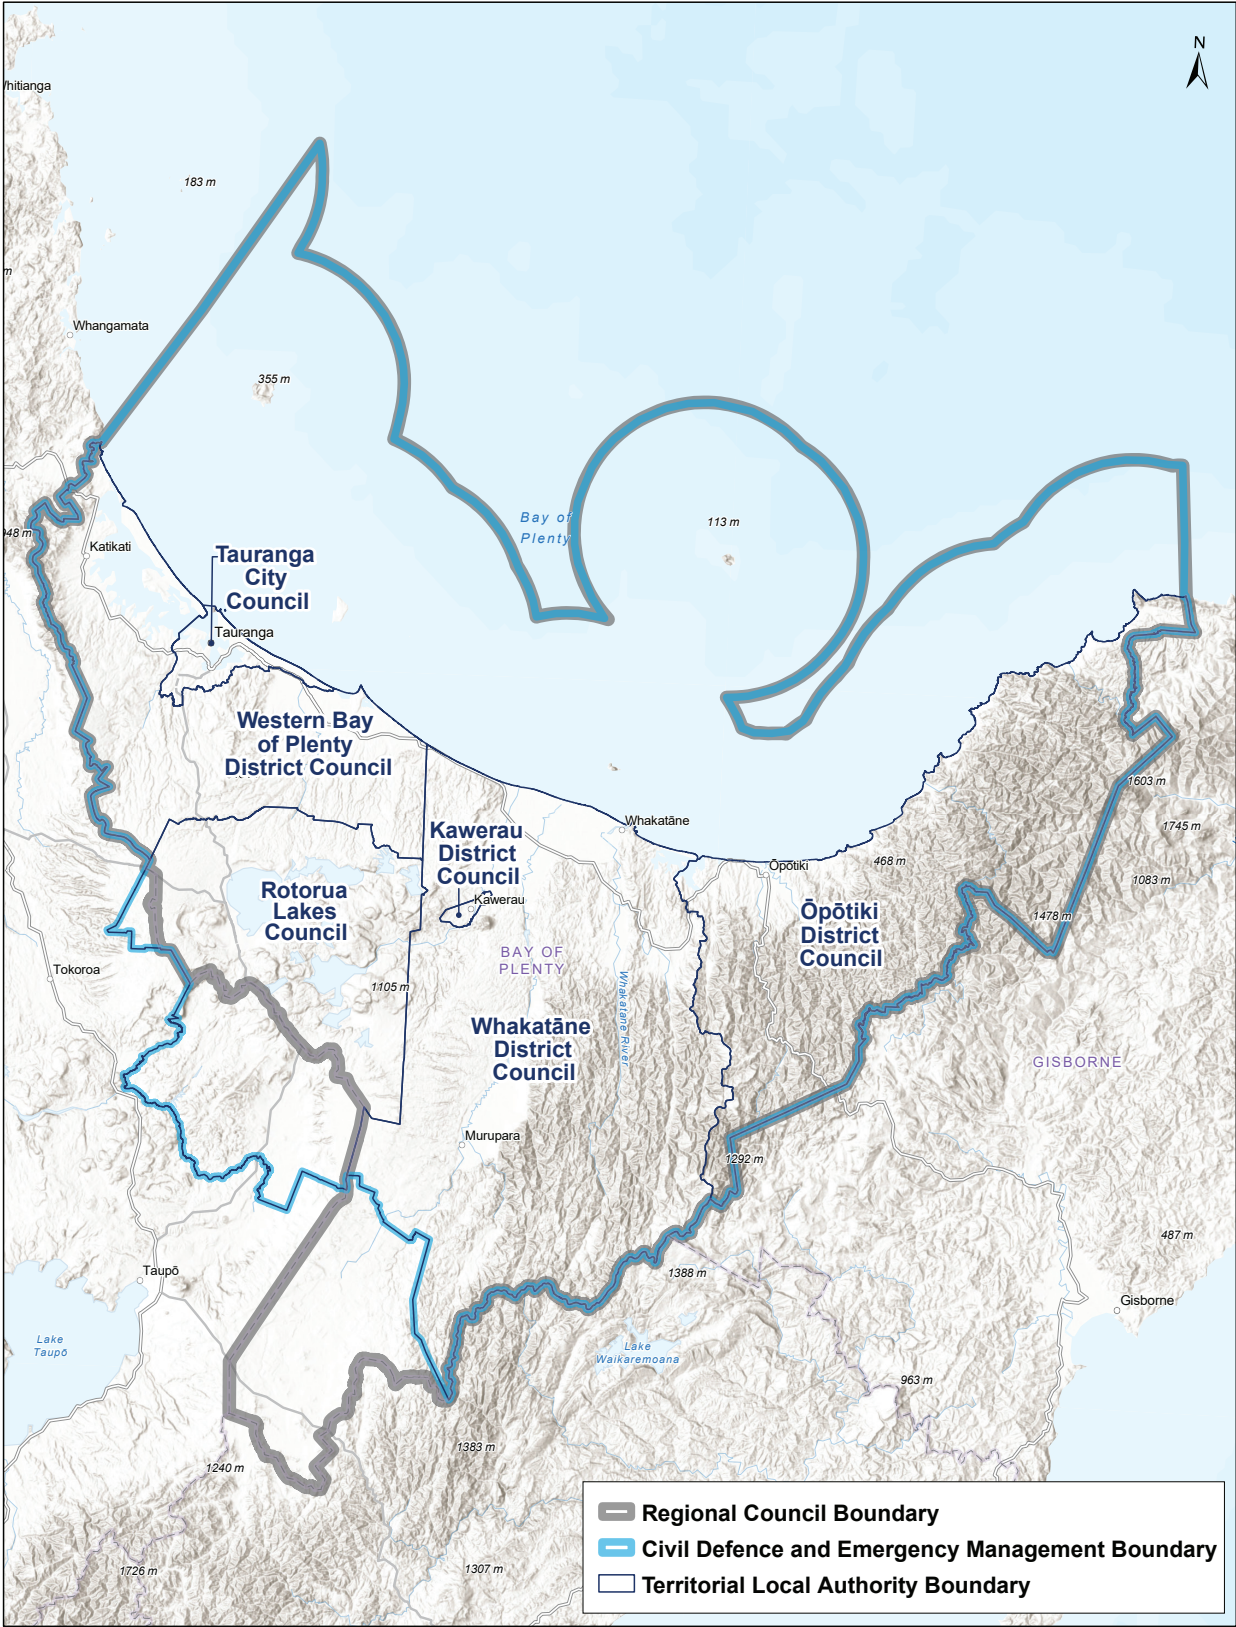 N
Whitianga
183 m
m
Whangamata
355 m
948 m
Katikati
Bay of
Plenty
113 m
Tauranga
City
Council
Tauranga
Western Bay
of Plenty
District Council
1603 m
Whakatāne
1745 m
Kawerau
District
Council
Ōpōtiki
468 m
1083 m
Rotorua
Lakes
Council
Kawerau
Ōpōtiki
District
Council
1478 m
BAY OF
PLENTY
Tokoroa
1105 m
Whakatane River
Whakatāne
District
Council
GISBORNE
Murupara
1292 m
487 m
Taupō
1388 m
Gisborne
Lake
Taupō
Lake
Waikaremoana
963 m
1383 m
1240 m
1726 m
1307 m
Regional Council Boundary
Civil Defence and Emergency Management Boundary
Territorial Local Authority Boundary